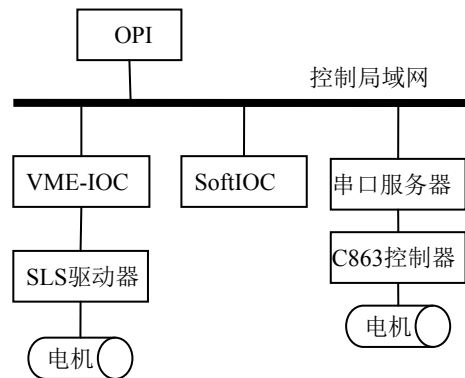 OPI
控制局域网
VME-IOC
SoftIOC
串口服务器
SLS驱动器
C863控制器
电机
电机